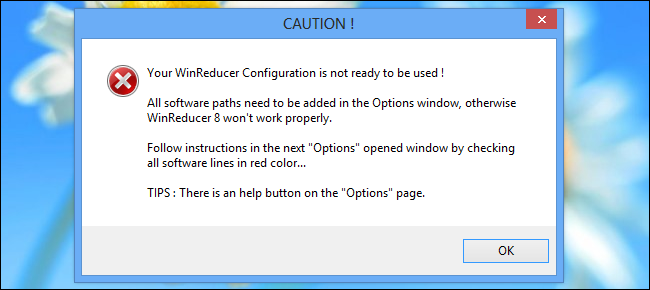 CAUTION !
Your WinReducer Configuration is not ready to be used !
All software paths need to be added in the Options window, otherwise
WinReducer 8 won't work properly.
Follow instructions in the next "Options" opened window by checking
all software lines in red color...
TIPS : There is an help button on the "Options" page.
OK